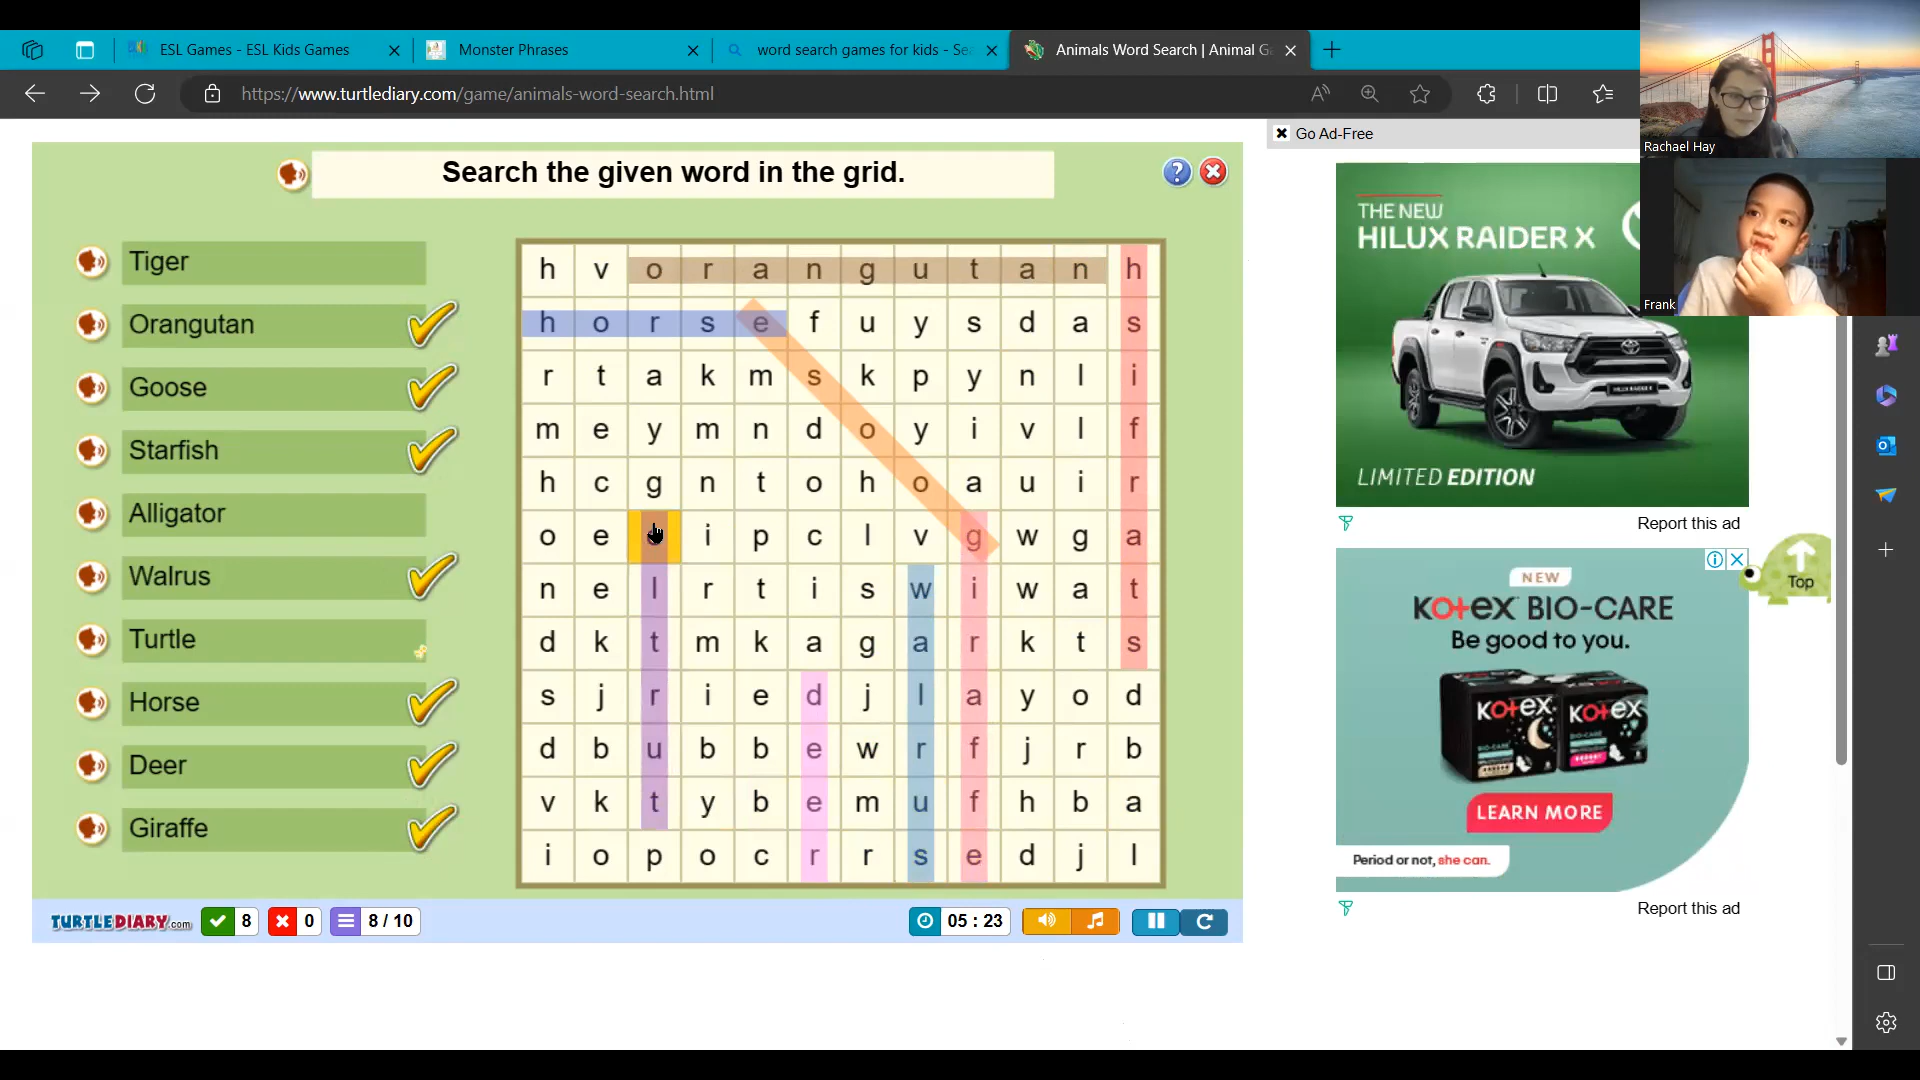 ESL Games - ESL Kids Games
Monster Phrases
word search games for kids - Se
Animals Word Search | Animal G
https://www.turtlediary.com/game/animals-word-search.html
Search the given word in the grid.
Tiger
Orangutan
Goose
Starfish
Alligator
Walrus
Turtle
Horse
Deer
Giraffe
h v o r a n g u t a n h
h o r s e f u y s d a s
r t a k m s k p y n l i
m e y m n d o y i v l f
h c g n t o h o a u i r
o e i p c l v g w g a
n e l r t i s w i w a t
d k t m k a g a r k t s
s j r i e d j l a y o d
d b u b b e w r f j r b
v k t y b e m u f h b a
i o p o c r r s e d j l
TURTLEDIARY.com
8
0
8 / 10
05 : 23
Go Ad-Free
THE NEW
HILUX RAIDER X
LIMITED EDITION
Report this ad
NEW
Kotex BIO-CARE
Be good to you.
Kotex
Kotex
LEARN MORE
Period or not, she can.
Report this ad
Top
Rachael Hay
Frank